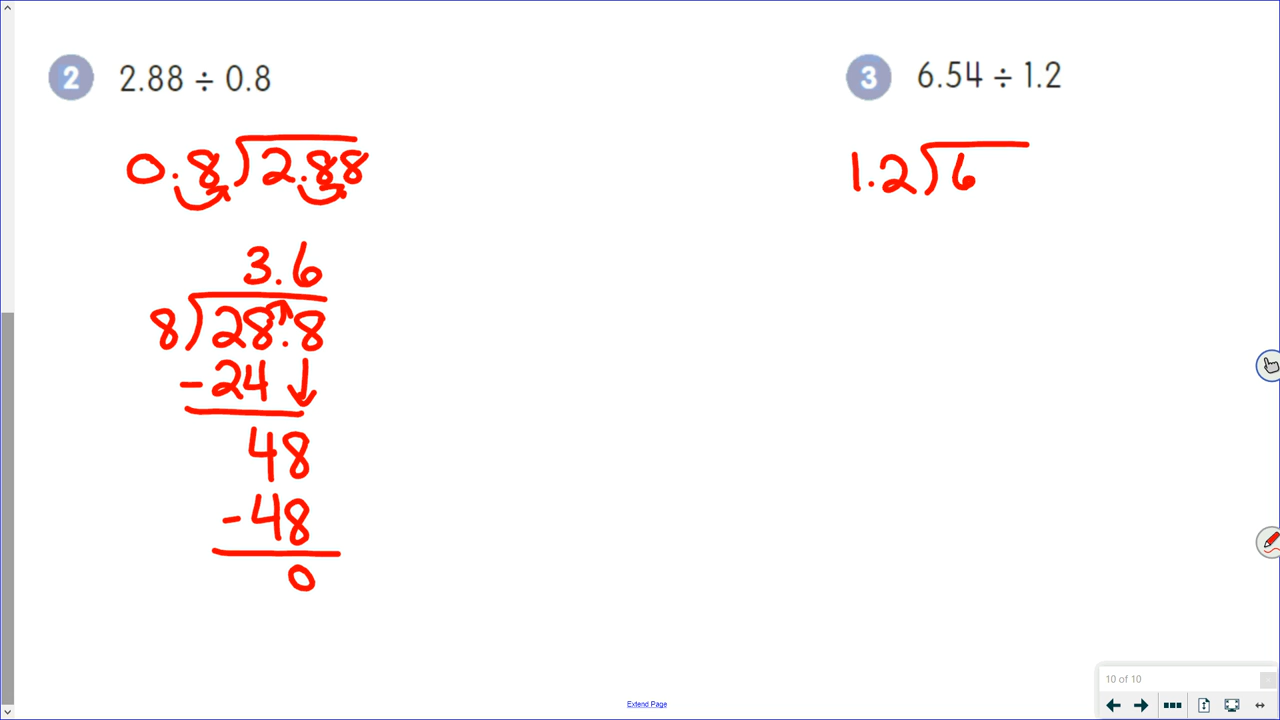 2 2.88 ÷ 0.8
0.8)2.88
3.6
8)28.8
-24
48
-48
0
3 6.54 ÷ 1.2
1.2)6
10 of 10
Extend Page